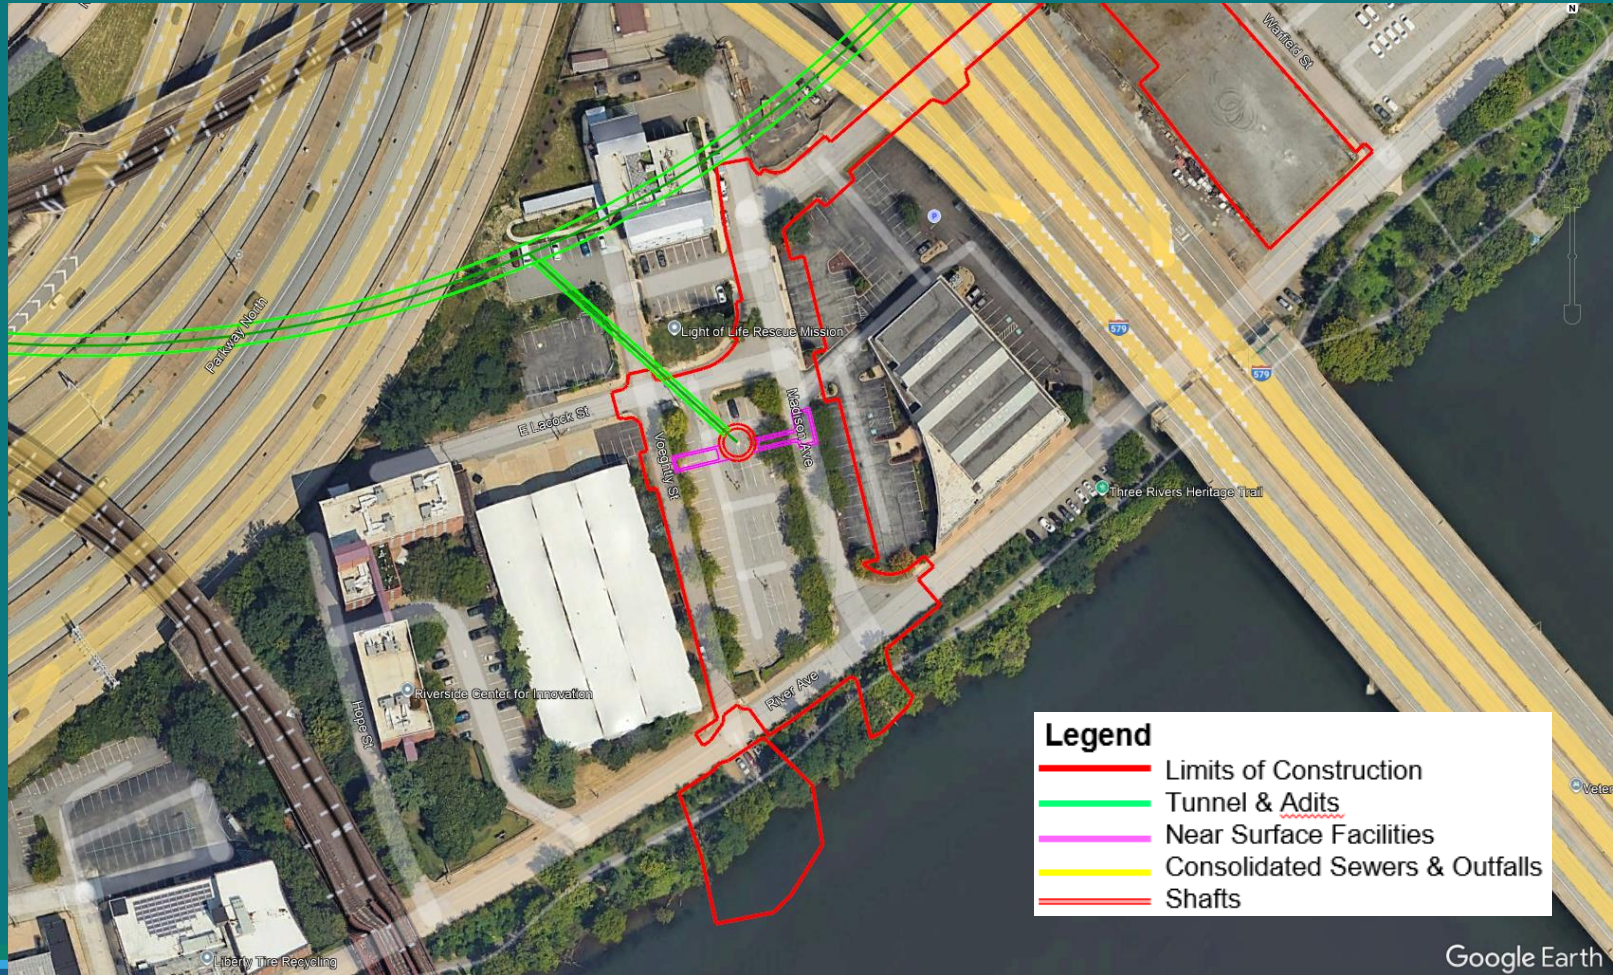 Warfield St
N
P
Parkway North
Light of Life Rescue Mission
579
579
E Lacock St
Madison Ave
Voeghtly St
Three Rivers Heritage Trail
Riverside Center for Innovation
River Ave
Hope St
Legend
Limits of Construction
Tunnel & Adits
Near Surface Facilities
Consolidated Sewers & Outfalls
Shafts
Veter
Liberty Tire Recycling
Google Earth